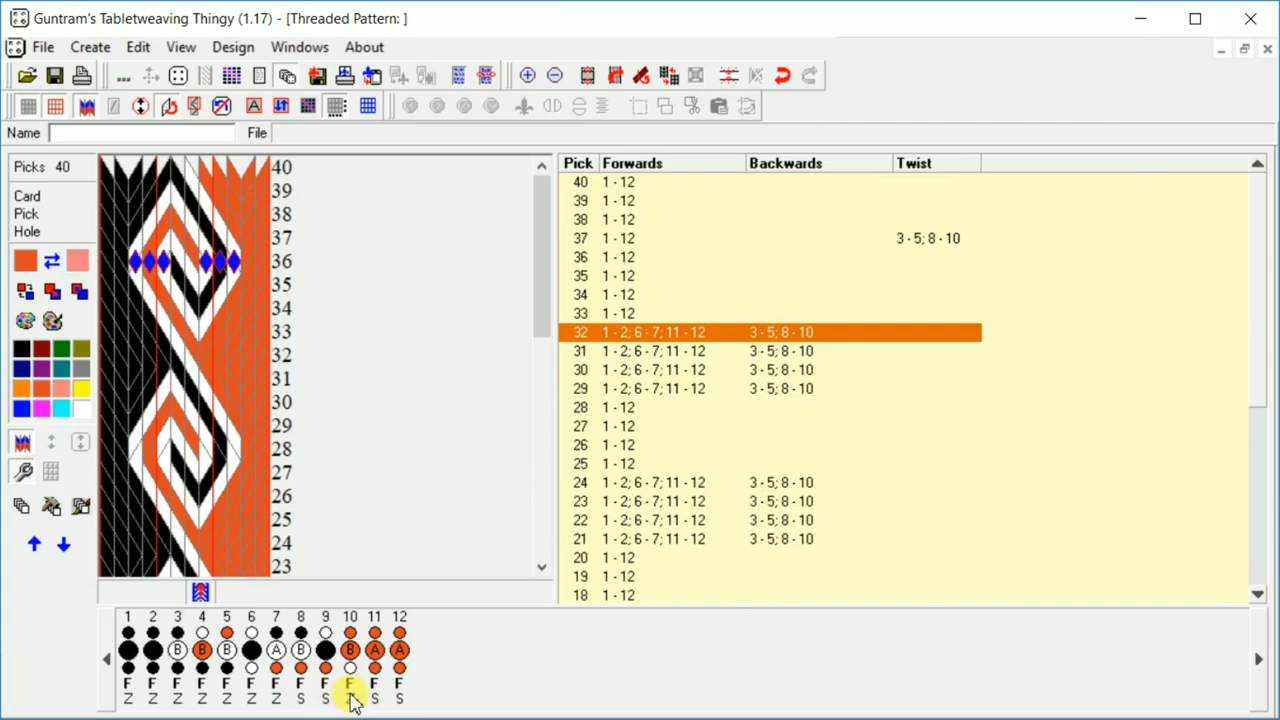 Guntram's Tabletweaving Thingy (1.17) - [Threaded Pattern: ]
File Create Edit View Design Windows About
Name File
Picks 40
Card
Pick
Hole
40
39
38
37
36
35
34
33
32
31
30
29
28
27
26
25
24
23
Pick Forwards Backwards Twist
40 1 - 12
39 1 - 12
38 1 - 12
37 1 - 12 3 - 5; 8 - 10
36 1 - 12
35 1 - 12
34 1 - 12
33 1 - 12
32 1 - 2; 6 - 7; 11 - 12 3 - 5; 8 - 10
31 1 - 2; 6 - 7; 11 - 12 3 - 5; 8 - 10
30 1 - 2; 6 - 7; 11 - 12 3 - 5; 8 - 10
29 1 - 2; 6 - 7; 11 - 12 3 - 5; 8 - 10
28 1 - 12
27 1 - 12
26 1 - 12
25 1 - 12
24 1 - 2; 6 - 7; 11 - 12 3 - 5; 8 - 10
23 1 - 2; 6 - 7; 11 - 12 3 - 5; 8 - 10
22 1 - 2; 6 - 7; 11 - 12 3 - 5; 8 - 10
21 1 - 2; 6 - 7; 11 - 12 3 - 5; 8 - 10
20 1 - 12
19 1 - 12
18 1 - 12
1 2 3 4 5 6 7 8 9 10 11 12
B B B A B B A A
F F F F F F F F F F F F
Z Z Z Z Z Z Z S S S S